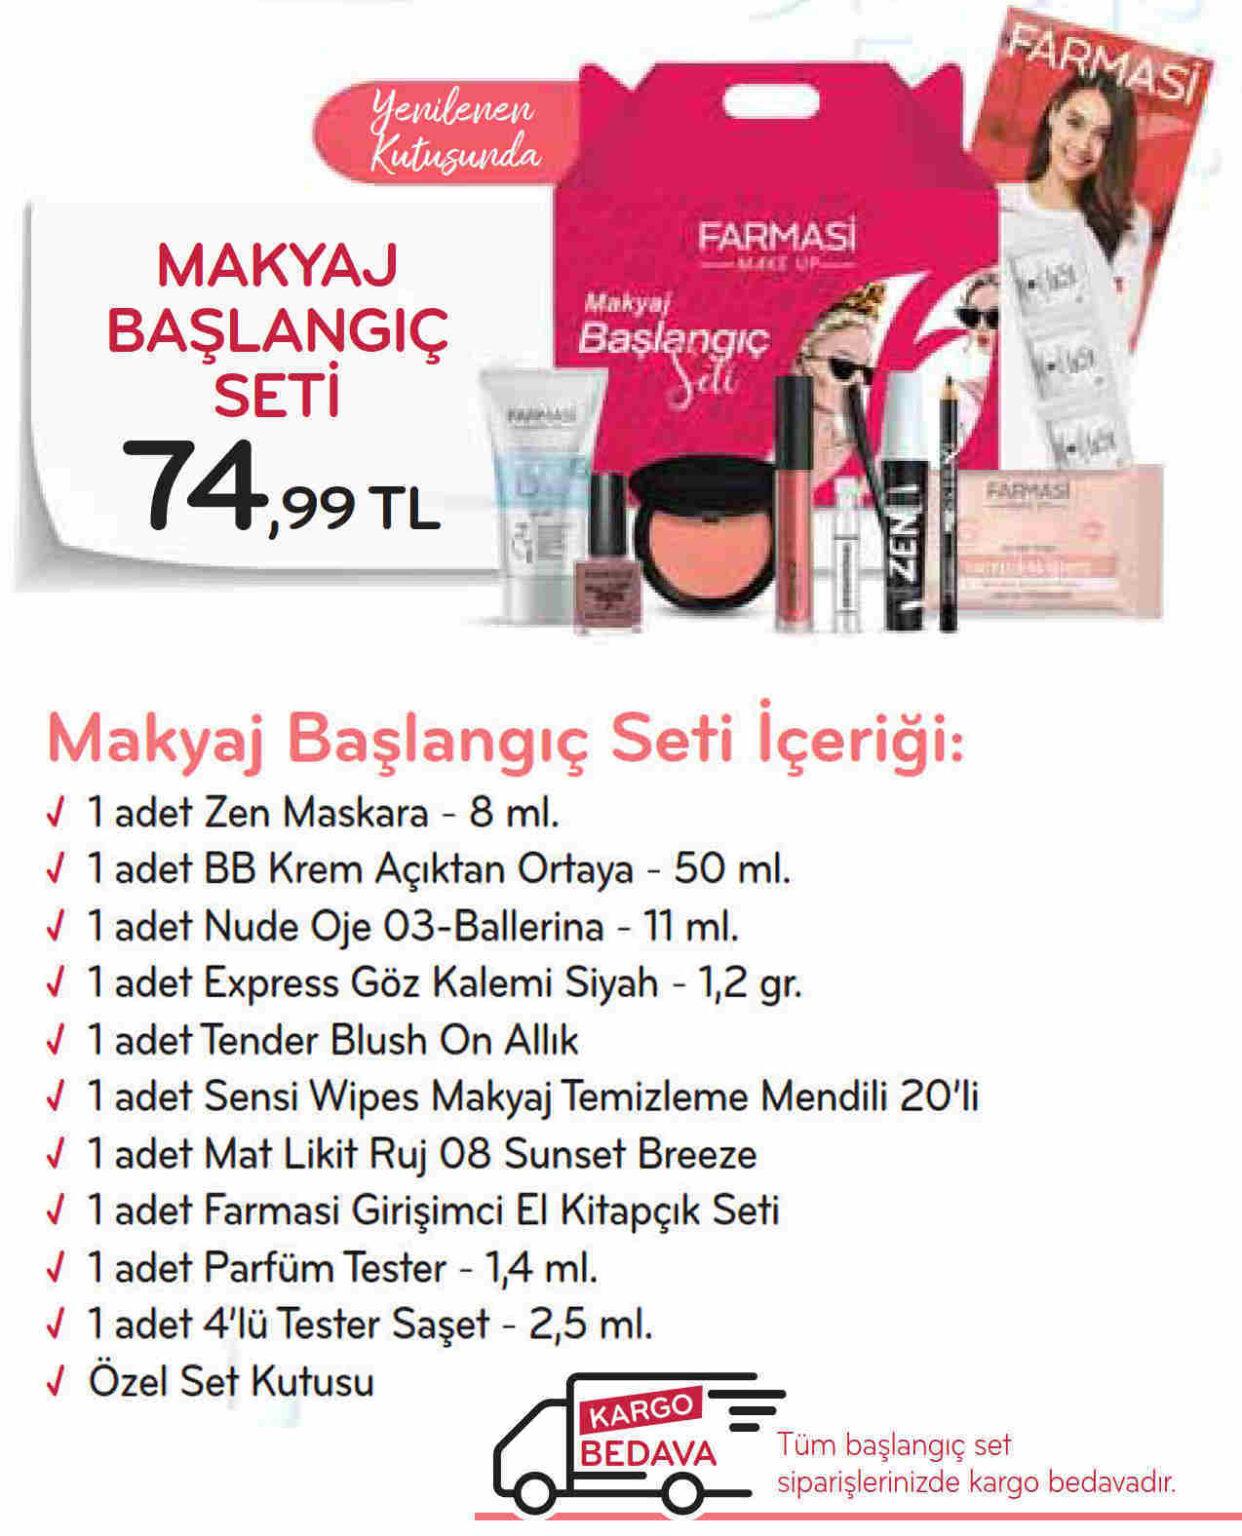 FARMASİ
Yenilenen
Kutusunda
FARMASİ
MAKE UP
Makyaj
Başlangıç
Seti
MAKYAJ
BAŞLANGIÇ
SETİ
74,99 TL
FARMASI
ZEN
FARMASI
Makyaj Başlangıç Seti İçeriği:
√ 1 adet Zen Maskara - 8 ml.
√ 1 adet BB Krem Açıktan Ortaya - 50 ml.
√ 1 adet Nude Oje 03-Ballerina - 11 ml.
√ 1 adet Express Göz Kalemi Siyah - 1,2 gr.
√ 1 adet Tender Blush On Allık
√ 1 adet Sensi Wipes Makyaj Temizleme Mendili 20'li
√ 1 adet Mat Likit Ruj 08 Sunset Breeze
√ 1 adet Farmasi Girişimci El Kitapçık Seti
√ 1 adet Parfüm Tester - 1,4 ml.
√ 1 adet 4'lü Tester Saşet - 2,5 ml.
√ Özel Set Kutusu
KARGO
BEDAVA
Tüm başlangıç set
siparişlerinizde kargo bedavadır.